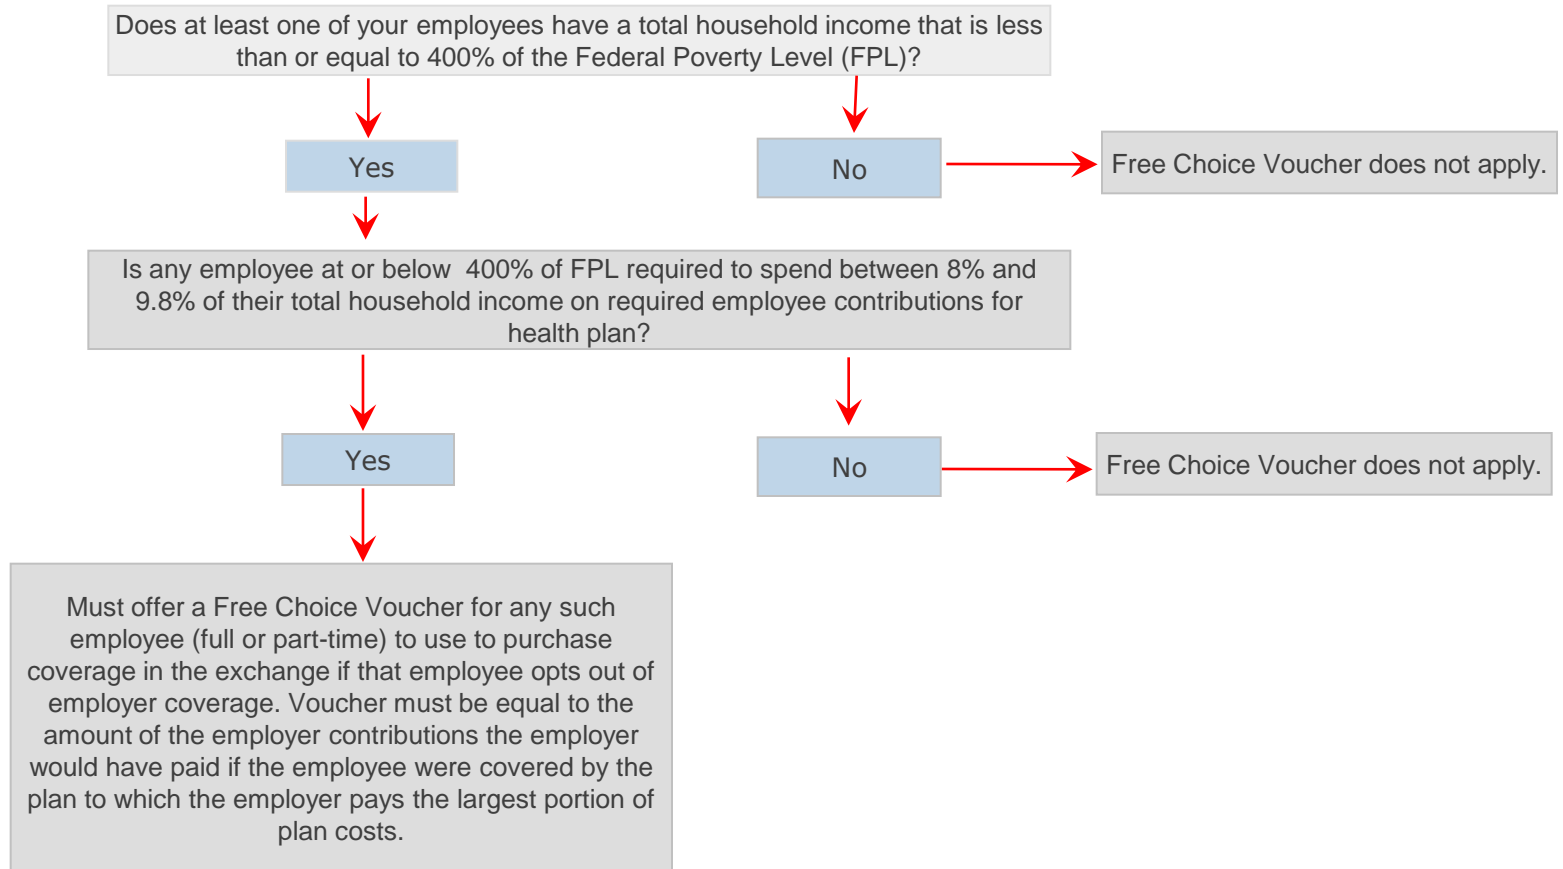 Does at least one of your employees have a total household income that is less
than or equal to 400% of the Federal Poverty Level (FPL)?
Yes
No
Free Choice Voucher does not apply.
Is any employee at or below  400% of FPL required to spend between 8% and
9.8% of their total household income on required employee contributions for
health plan?
Yes
No
Free Choice Voucher does not apply.
Must offer a Free Choice Voucher for any such
employee (full or part-time) to use to purchase
coverage in the exchange if that employee opts out of
employer coverage. Voucher must be equal to the
amount of the employer contributions the employer
would have paid if the employee were covered by the
plan to which the employer pays the largest portion of
plan costs.